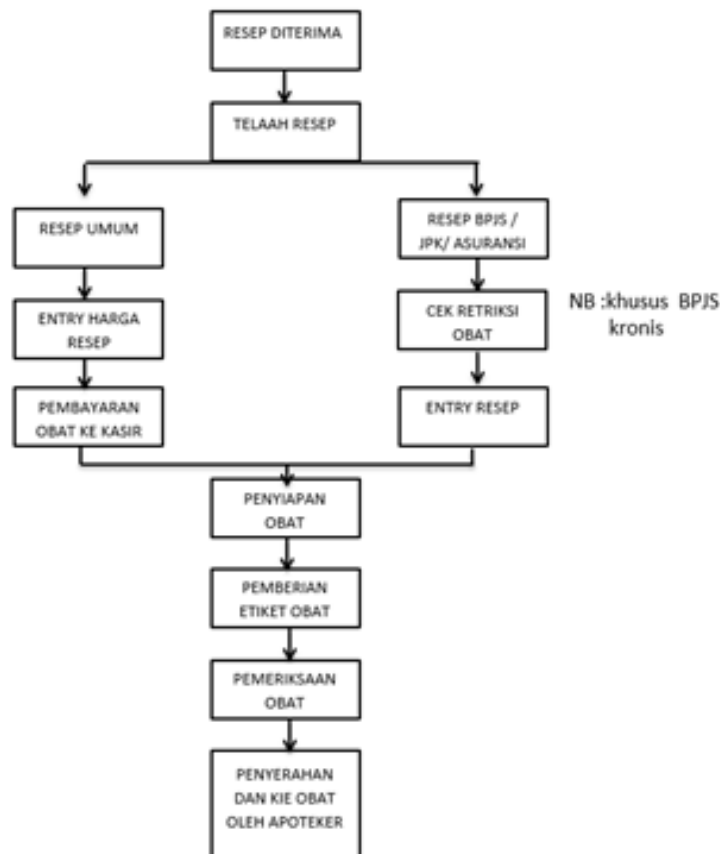 RESEP DITERIMA
TELAAH RESEP
RESEP UMUM
ENTRY HARGA
RESEP
PEMBAYARAN
OBAT KE KASIR
RESEP BPJS /
JPK/ ASURANSI
CEK RETRIKSI
OBAT
NB :khusus BPJS
kronis
ENTRY RESEP
PENYIAPAN
OBAT
PEMBERIAN
ETIKET OBAT
PEMERIKSAAN
OBAT
PENYERAHAN
DAN KIE OBAT
OLEH APOTEKER